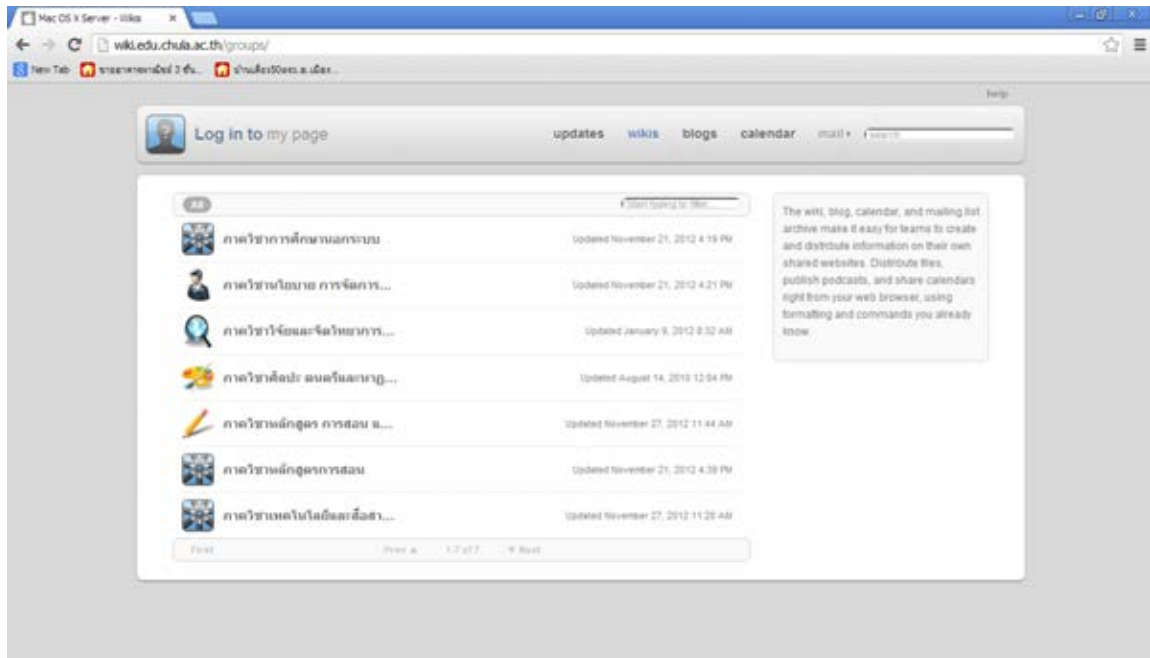 Mac OS X Server - Wikis
wiki.edu.chula.ac.th/groups/
New Tab
help
Log in to my page
updates wikis blogs calendar mail search
All
Start typing to filter...
ภาควิชาการศึกษานอกระบบ
Updated November 21, 2012 4:19 PM
ภาควิชานโยบาย การจัดการ...
Updated November 21, 2012 4:21 PM
ภาควิชาวิจัยและจิตวิทยาการ...
Updated January 9, 2012 8:32 AM
ภาควิชาศิลปะ ดนตรีและนาฏ...
Updated August 14, 2010 12:04 PM
ภาควิชาหลักสูตร การสอน แ...
Updated November 27, 2012 11:44 AM
ภาควิชาหลักสูตรการสอน
Updated November 21, 2012 4:39 PM
ภาควิชาเทคโนโลยีและสื่อสา...
Updated November 27, 2012 11:20 AM
First Prev ▲ 1-7 of 7 ▼ Next
The wiki, blog, calendar, and mailing list
archive make it easy for teams to create
and distribute information on their own
shared websites. Distribute files,
publish podcasts, and share calendars
right from your web browser, using
formatting and commands you already
know.